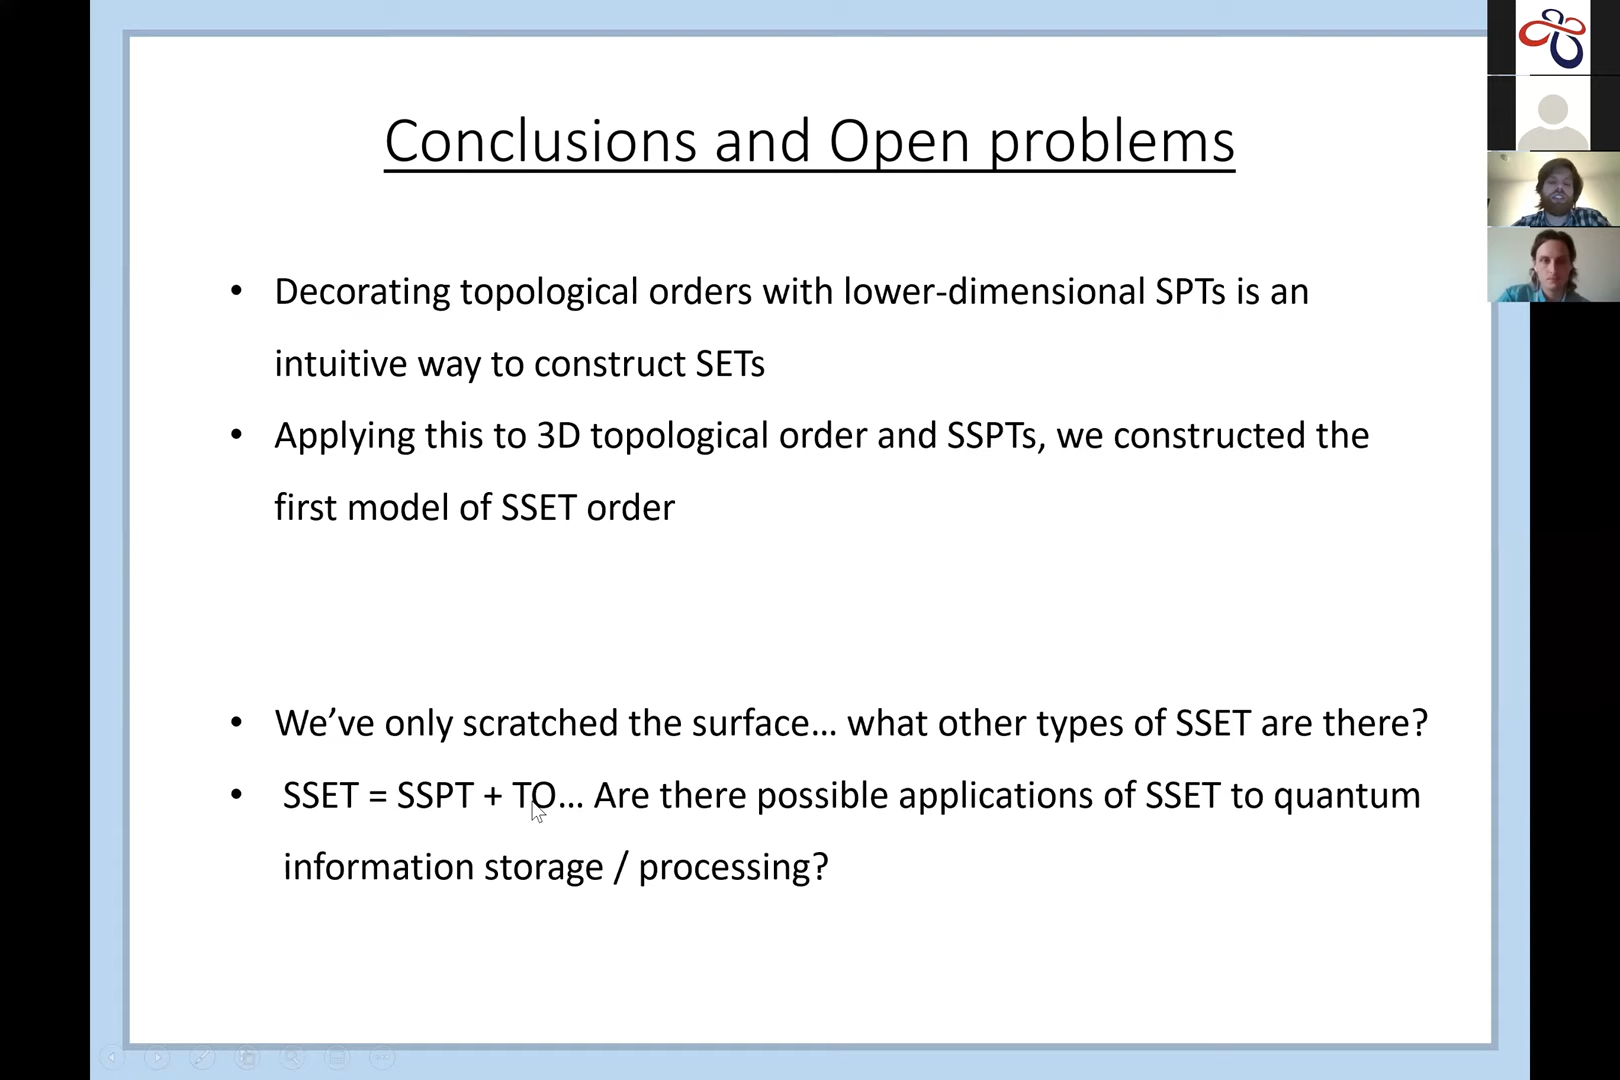 Conclusions and Open problems
• Decorating topological orders with lower-dimensional SPTs is an
intuitive way to construct SETs
• Applying this to 3D topological order and SSPTs, we constructed the
first model of SSET order
• We’ve only scratched the surface... what other types of SSET are there?
• SSET = SSPT + TO... Are there possible applications of SSET to quantum
information storage / processing?